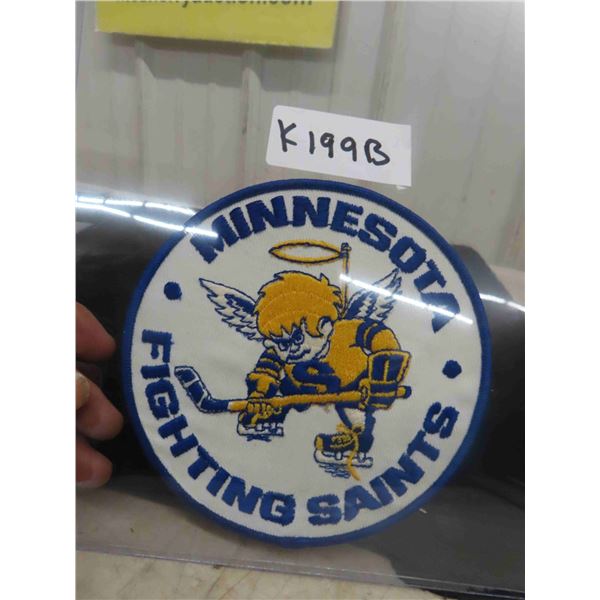 K199B
MINNESOTA
• FIGHTING SAINTS •
S